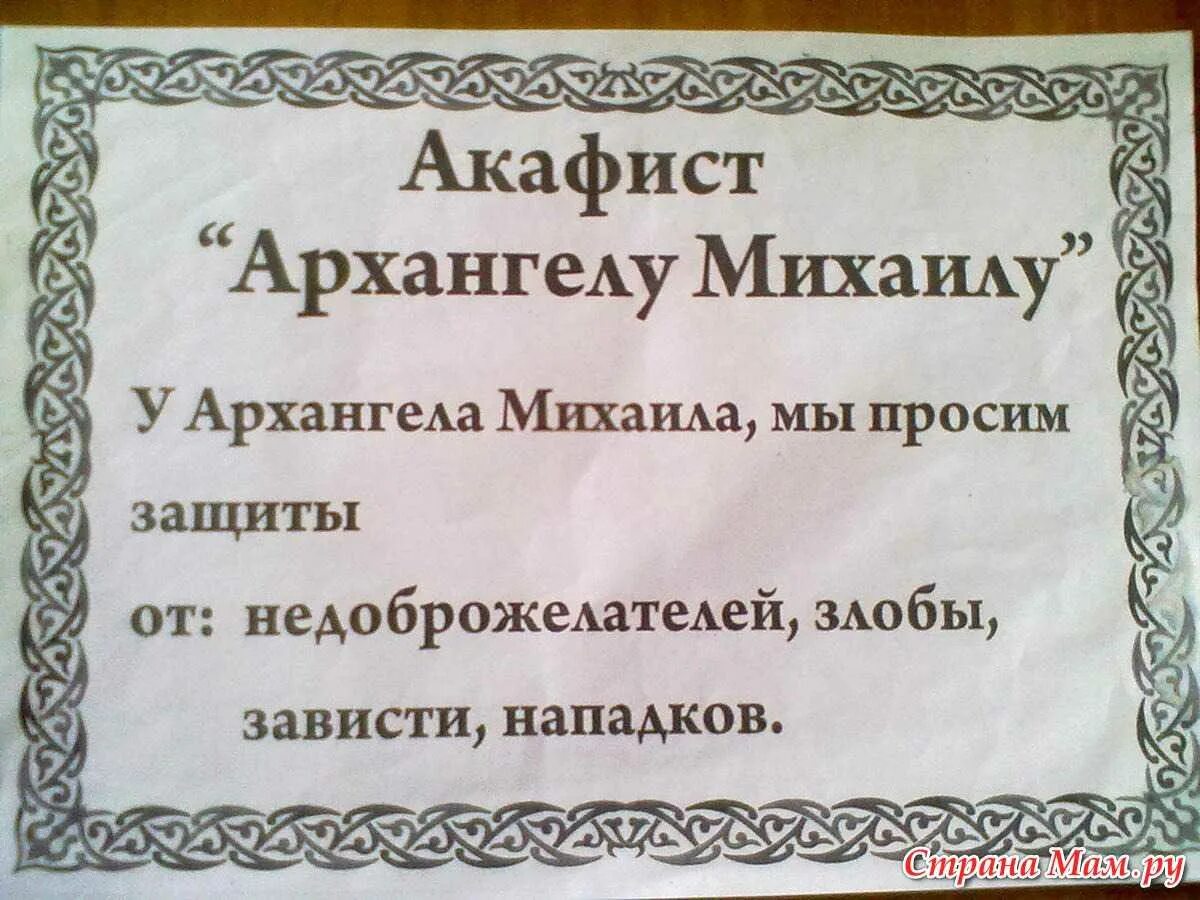 Акафист
“Архангелу Михаилу”
У Архангела Михаила, мы просим
защиты
от: недоброжелателей, злобы,
зависти, нападков.
Страна Мам.ру